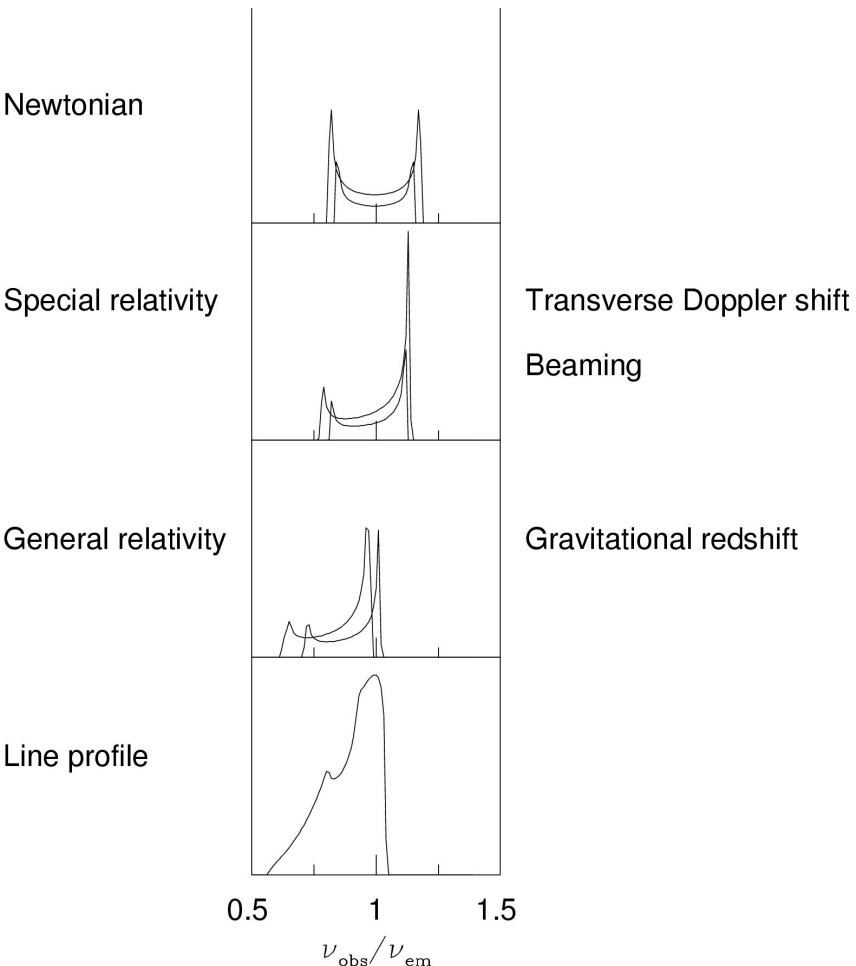 Newtonian
Special relativity
Transverse Doppler shift
Beaming
General relativity
Gravitational redshift
Line profile
0.5 1 1.5
ν_obs/ν_em